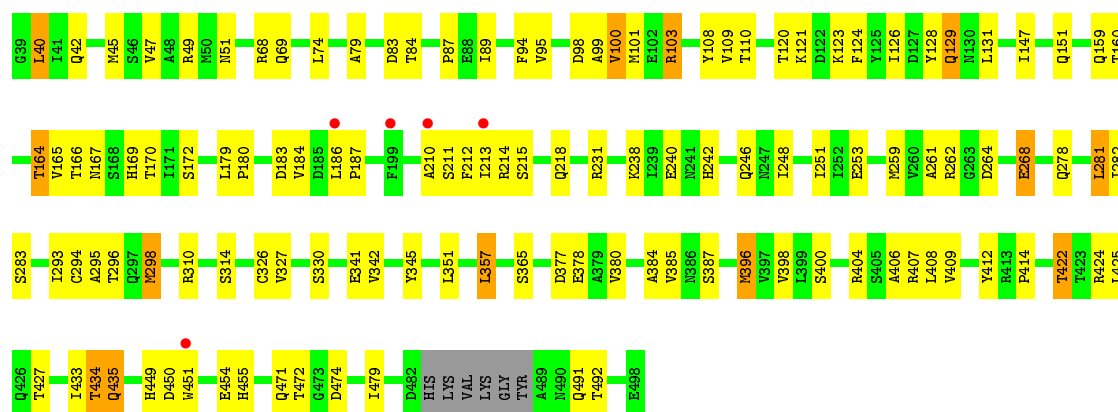 G39 L40 I41 Q42 M45 S46 V47 A48 R49 M50 N51 R68 Q69 L74 A79 D83 T84 P87 E88 I89 F94 V95 D98 A99 V100 M101 E102 R103 Y108 V109 T110 T120 K121 D122 K123 F124 Y125 I126 D127 Y128 Q129 N130 L131 I147 Q151 Q159 T160
T164 V165 T166 N167 S168 H169 T170 I171 S172 L179 P180 D183 V184 D185 L186 P187 F199 A210 S211 F212 I213 R214 S215 Q218 R231 K238 I239 E240 N241 H242 Q246 N247 I248 I251 I252 E253 M259 V260 A261 R262 G263 D264 E268 Q278 L281 I282
S283 I293 C294 A295 T296 Q297 M298 R310 S314 C326 V327 S330 E341 V342 Y345 L351 L357 S365 D377 E378 A379 V380 A384 V385 N386 S387 M396 V397 V398 L399 S400 R404 S405 A406 R407 L408 V409 Y412 R413 P414 T422 T423 R424 I425
Q426 T427 I433 T434 Q435 H449 D450 W451 E454 H455 Q471 T472 G473 D474 I479 D482 HIS LYS VAL LYS GLY TYR A489 N490 Q491 T492 E498